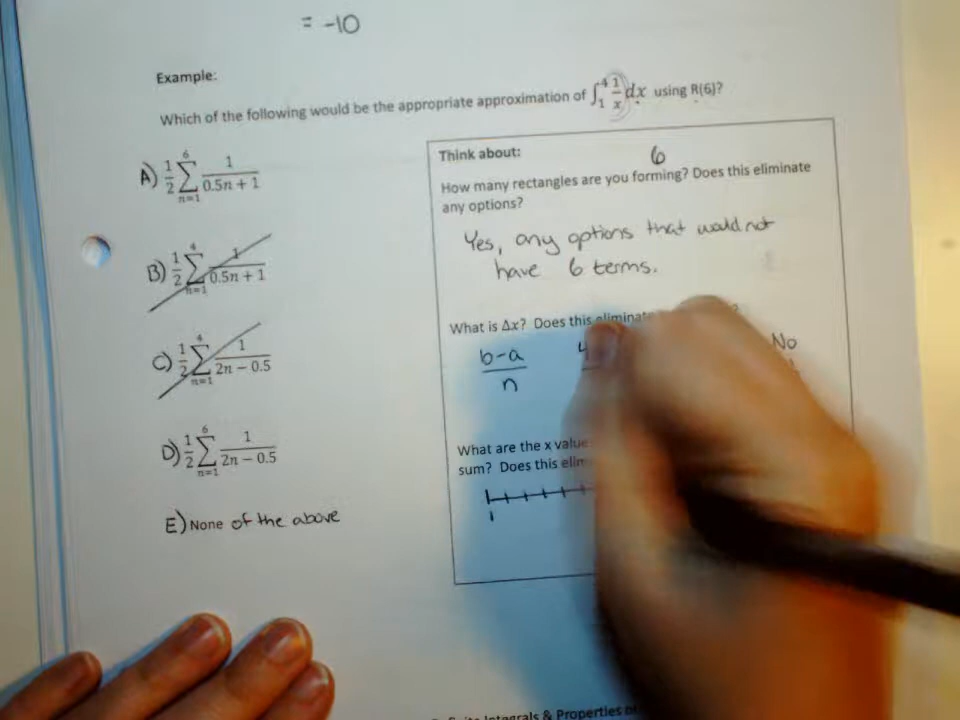 = -10
Example:
Which of the following would be the appropriate approximation of ∫₁⁴ 1/x dx using R(6)?
A) 1/2 ∑_{n=1}^{6} 1/(0.5n + 1)
B) 1/2 ∑_{n=1}^{4} 1/(0.5n + 1)
C) 1/2 ∑_{n=1}^{4} 1/(2n − 0.5)
D) 1/2 ∑_{n=1}^{6} 1/(2n − 0.5)
E) None of the above
Think about:
6
How many rectangles are you forming? Does this eliminate
any options?
Yes, any options that would not
have 6 terms.
What is Δx? Does this eliminate
b-a
n
4
No
What are the x value
sum? Does this elim
1
Integrals & Properties of